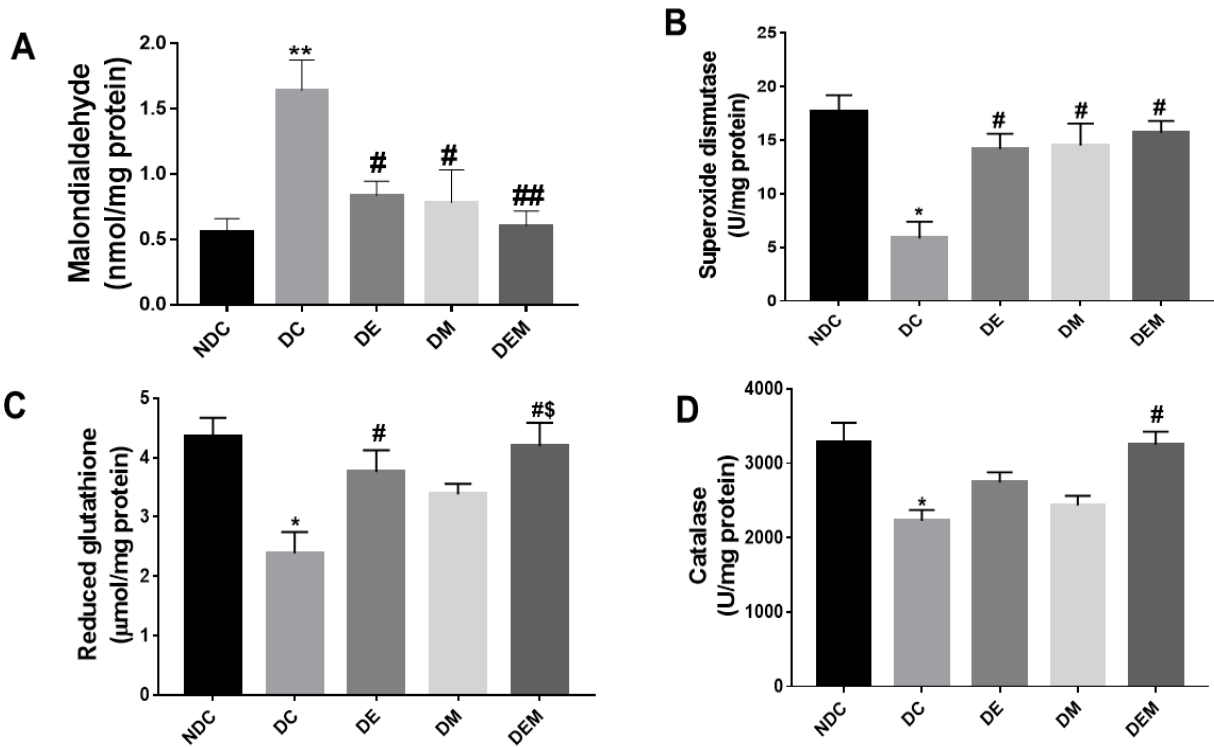 A
Malondialdehyde
(nmol/mg protein)
2.0
1.5
1.0
0.5
0.0
**
#
#
##
NDC
DC
DE
DM
DEM
B
Superoxide dismutase
(U/mg protein)
25
20
15
10
5
0
*
#
#
#
NDC
DC
DE
DM
DEM
C
Reduced glutathione
(μmol/mg protein)
5
4
3
2
1
0
*
#
#$
NDC
DC
DE
DM
DEM
D
Catalase
(U/mg protein)
4000
3000
2000
1000
0
*
#
NDC
DC
DE
DM
DEM